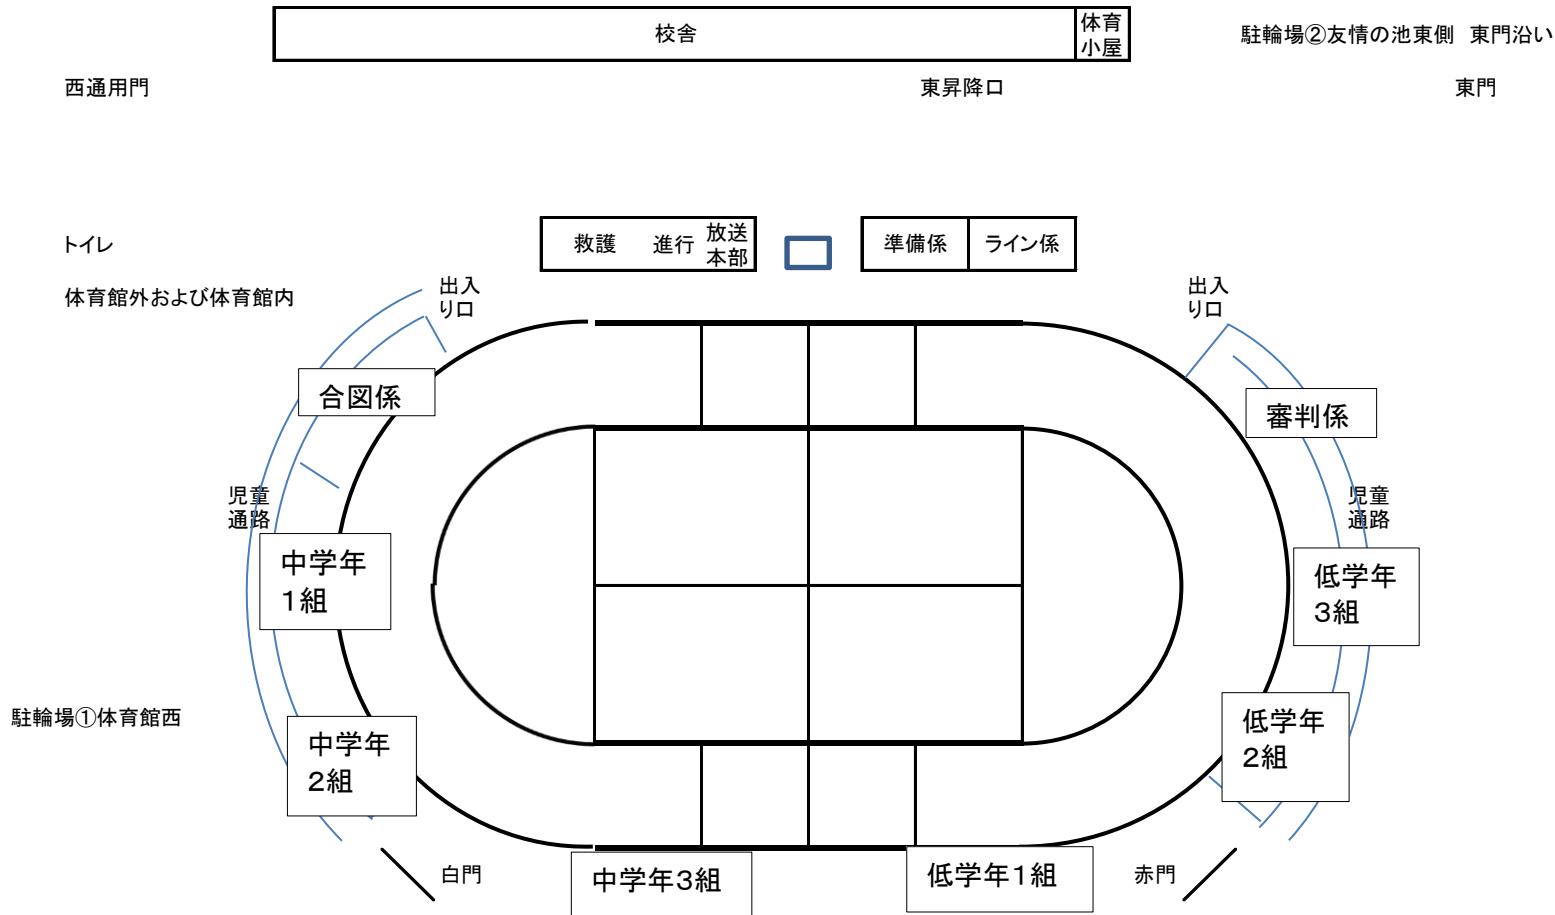 校舎
体育
小屋
駐輪場②友情の池東側 東門沿い
西通用門
東昇降口
東門
トイレ
救護
進行
放送
本部
準備係
ライン係
体育館外および体育館内
出入
り口
出入
り口
合図係
審判係
児童
通路
児童
通路
中学年
1組
低学年
3組
駐輪場①体育館西
中学年
2組
低学年
2組
白門
中学年3組
低学年1組
赤門